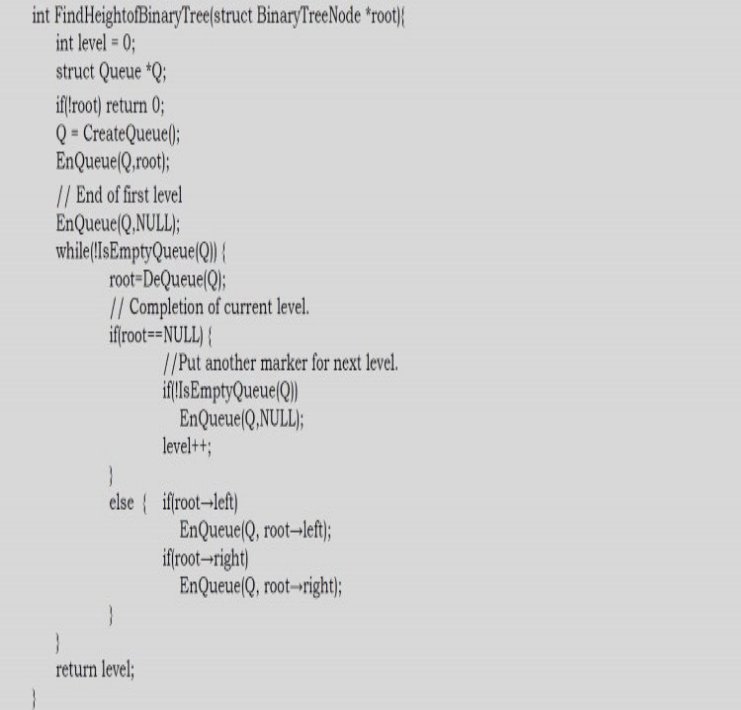 int FindHeightofBinaryTree(struct BinaryTreeNode *root){
int level = 0;
struct Queue *Q;
if(!root) return 0;
Q = CreateQueue();
EnQueue(Q,root);
// End of first level
EnQueue(Q,NULL);
while(!IsEmptyQueue(Q)) {
root=DeQueue(Q);
// Completion of current level.
if(root==NULL) {
//Put another marker for next level.
if(!IsEmptyQueue(Q))
EnQueue(Q,NULL);
level++;
}
else { if(root→left)
EnQueue(Q, root→left);
if(root→right)
EnQueue(Q, root→right);
}
}
return level;
}